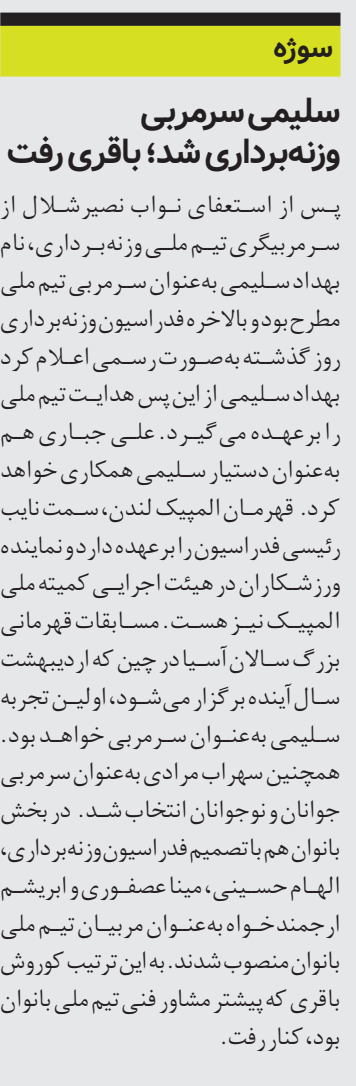 سوژه
سلیمی سرمربی
وزنه‌برداری شد؛ باقری رفت
پس از استعفای نواب نصیرشلال از
سرمربیگری تیم ملی وزنه‌برداری، نام
بهداد سلیمی به‌عنوان سرمربی تیم ملی
مطرح بود و بالاخره فدراسیون وزنه‌برداری
روز گذشته به‌صورت رسمی اعلام کرد
بهداد سلیمی از این پس هدایت تیم ملی
را برعهده می‌گیرد. علی جباری هم
به‌عنوان دستیار سلیمی همکاری خواهد
کرد. قهرمان المپیک لندن، سمت نایب
رئیسی فدراسیون را برعهده دارد و نماینده
ورزشکاران در هیئت اجرایی کمیته ملی
المپیک نیز هست. مسابقات قهرمانی
بزرگسالان آسیا در چین که اردیبهشت
سال آینده برگزار می‌شود، اولین تجربه
سلیمی به‌عنوان سرمربی خواهد بود.
همچنین سهراب مرادی به‌عنوان سرمربی
جوانان و نوجوانان انتخاب شد. در بخش
بانوان هم با تصمیم فدراسیون وزنه‌برداری،
الهام حسینی، مینا عصفوری و ابریشم
ارجمندخواه به‌عنوان مربیان تیم ملی
بانوان منصوب شدند. به این ترتیب کوروش
باقری که پیشتر مشاور فنی تیم ملی بانوان
بود، کنار رفت.